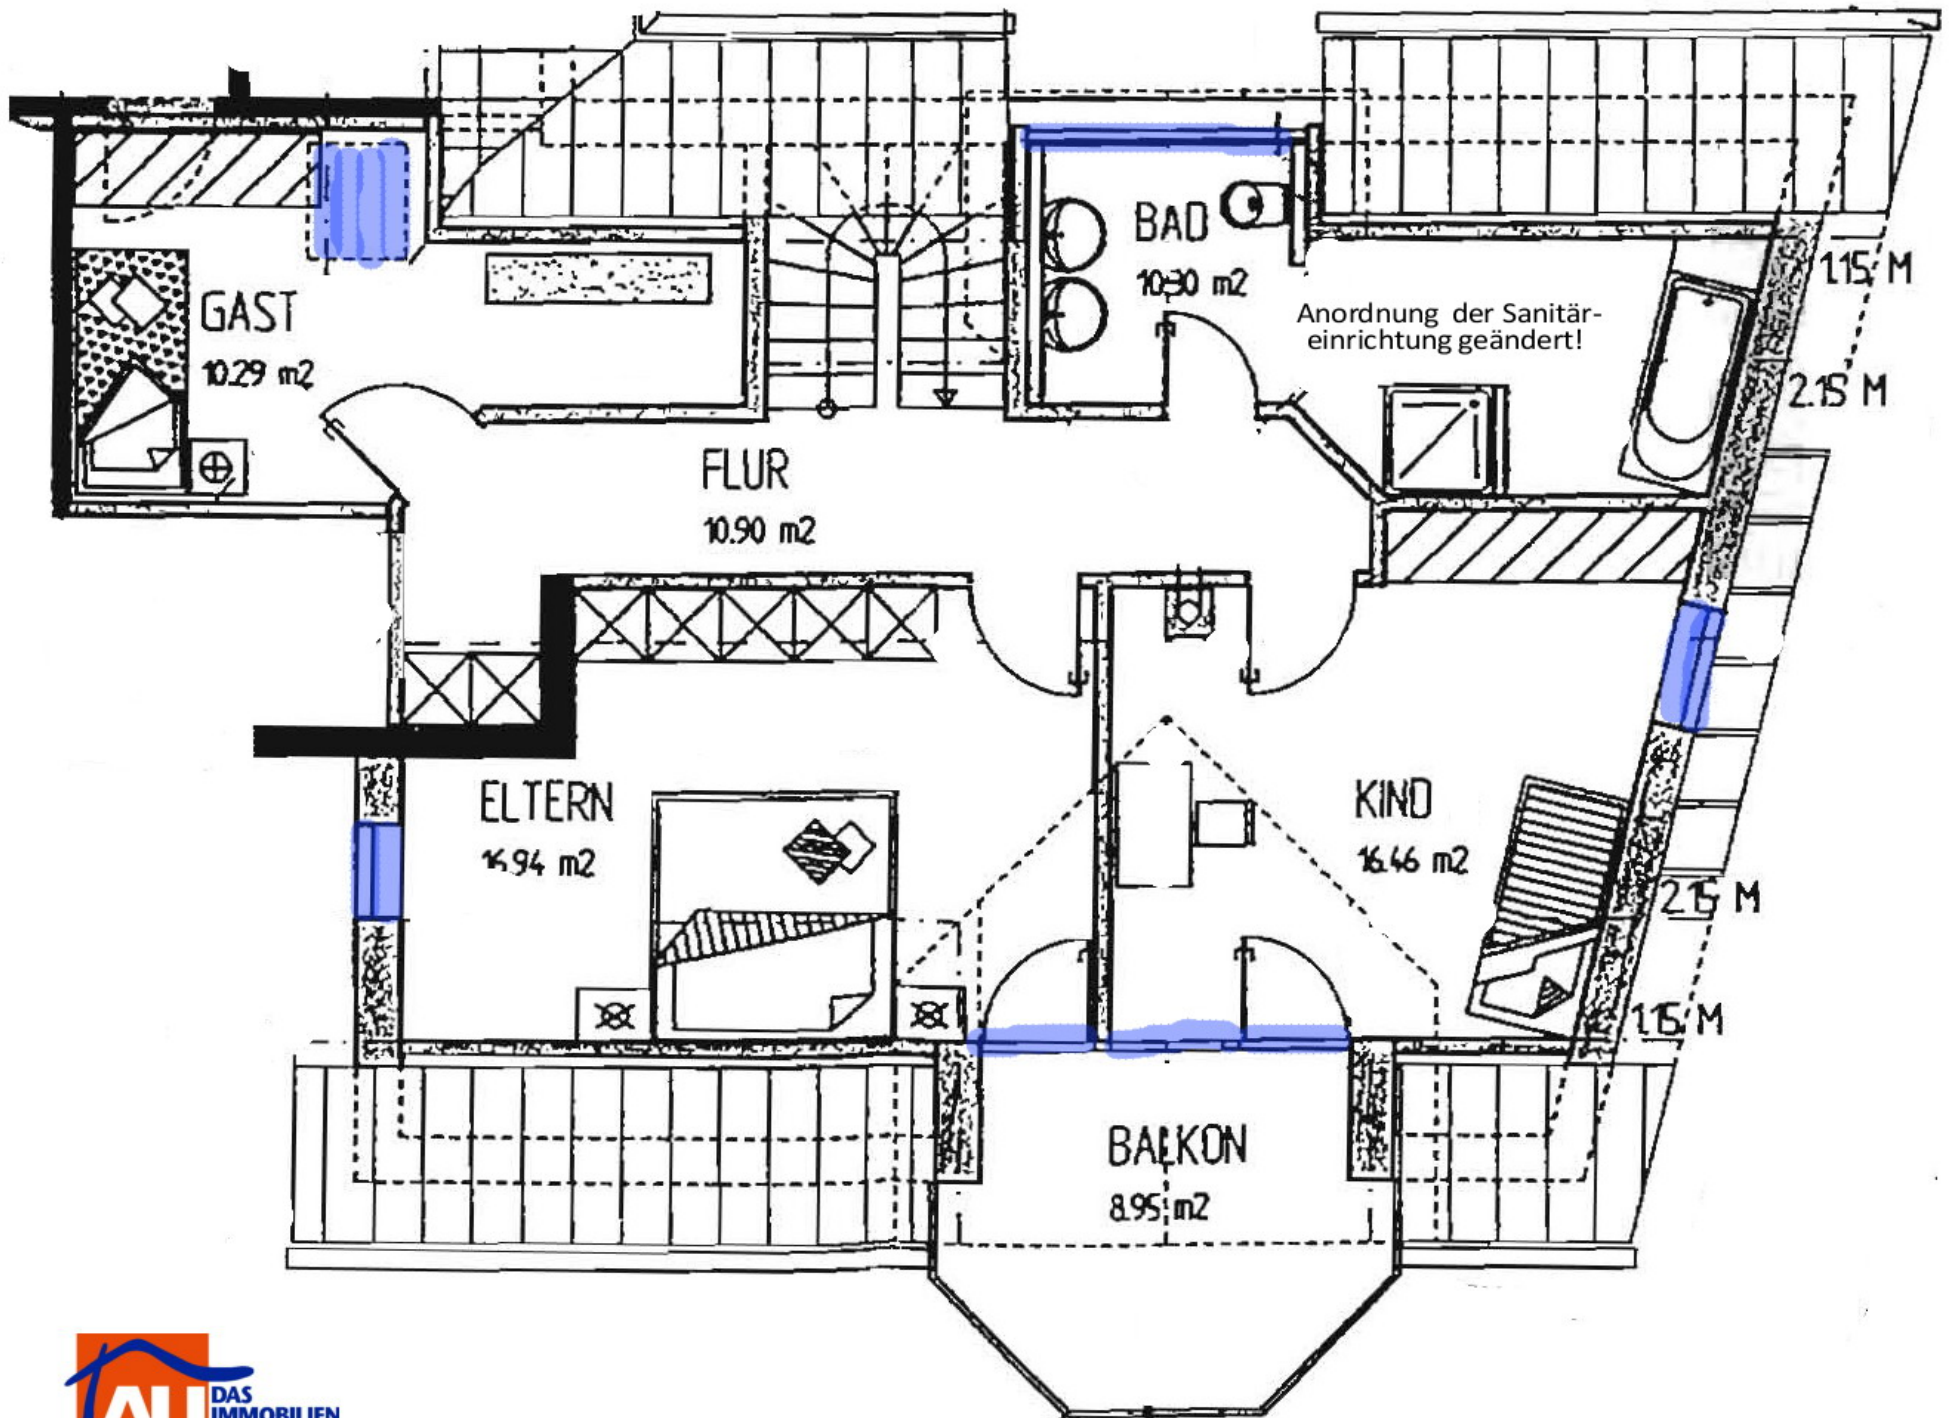 BAD
10.30 m2
1.15 M
Anordnung der Sanitär-
einrichtung geändert!
2.15 M
GAST
10.29 m2
FLUR
10.90 m2
ELTERN
16.94 m2
KIND
16.46 m2
2.15 M
1.15 M
BALKON
8.95 m2
AU
DAS
IMMOBILIEN